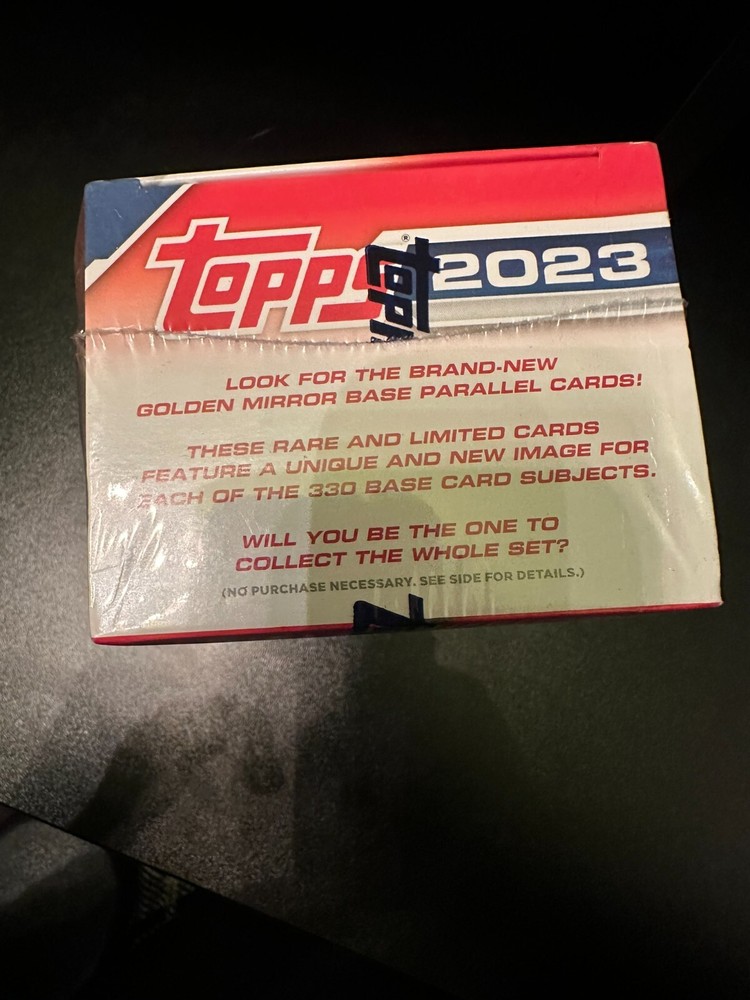 Topps® 2023
LOOK FOR THE BRAND-NEW
GOLDEN MIRROR BASE PARALLEL CARDS!
THESE RARE AND LIMITED CARDS
FEATURE A UNIQUE AND NEW IMAGE FOR
EACH OF THE 330 BASE CARD SUBJECTS.
WILL YOU BE THE ONE TO
COLLECT THE WHOLE SET?
(NO PURCHASE NECESSARY. SEE SIDE FOR DETAILS.)